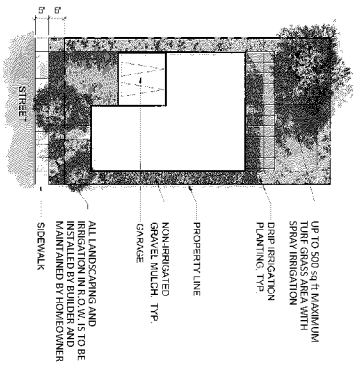 6'
6'
STREET
UP TO 500 sq ft MAXIMUM
TURF GRASS AREA WITH
SPRAY IRRIGATION
DRIP IRRIGATION
PLANTING, TYP.
PROPERTY LINE
NON-IRRIGATED
GRAVEL MULCH, TYP.
GARAGE
ALL LANDSCAPING AND
IRRIGATION IN R.O.W. IS TO BE
INSTALLED BY BUILDER AND
MAINTAINED BY HOMEOWNER
SIDEWALK